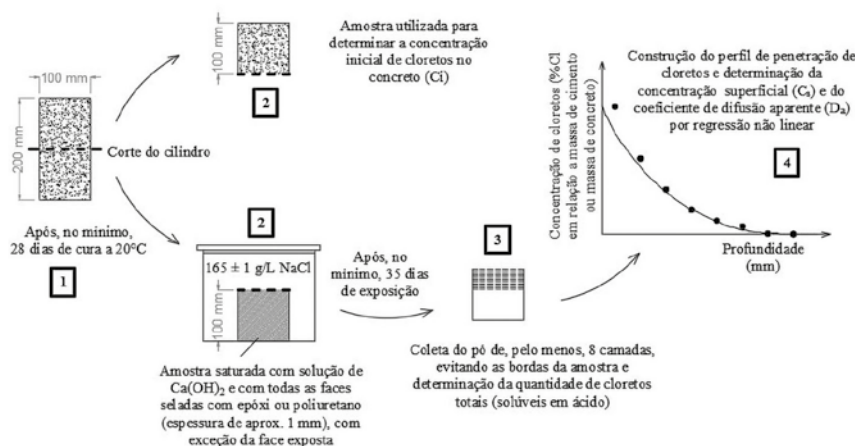 100 mm
200 mm
Corte do cilindro
Após, no mínimo,
28 dias de cura a 20°C
1
100 mm
2
Amostra utilizada para
determinar a concentração
inicial de cloretos no
concreto (Ci)
2
165 ± 1 g/L NaCl
100 mm
Amostra saturada com solução de
Ca(OH)2 e com todas as faces
seladas com epóxi ou poliuretano
(espessura de aprox. 1 mm), com
exceção da face exposta
Após, no
mínimo, 35 dias
de exposição
3
Coleta do pó de, pelo menos, 8 camadas,
evitando as bordas da amostra e
determinação da quantidade de cloretos
totais (solúveis em ácido)
Concentração de cloretos (%Cl
em relação a massa de cimento
ou massa de concreto)
Construção do perfil de penetração de
cloretos e determinação da
concentração superficial (Cs) e do
coeficiente de difusão aparente (Da)
por regressão não linear
4
Profundidade
(mm)